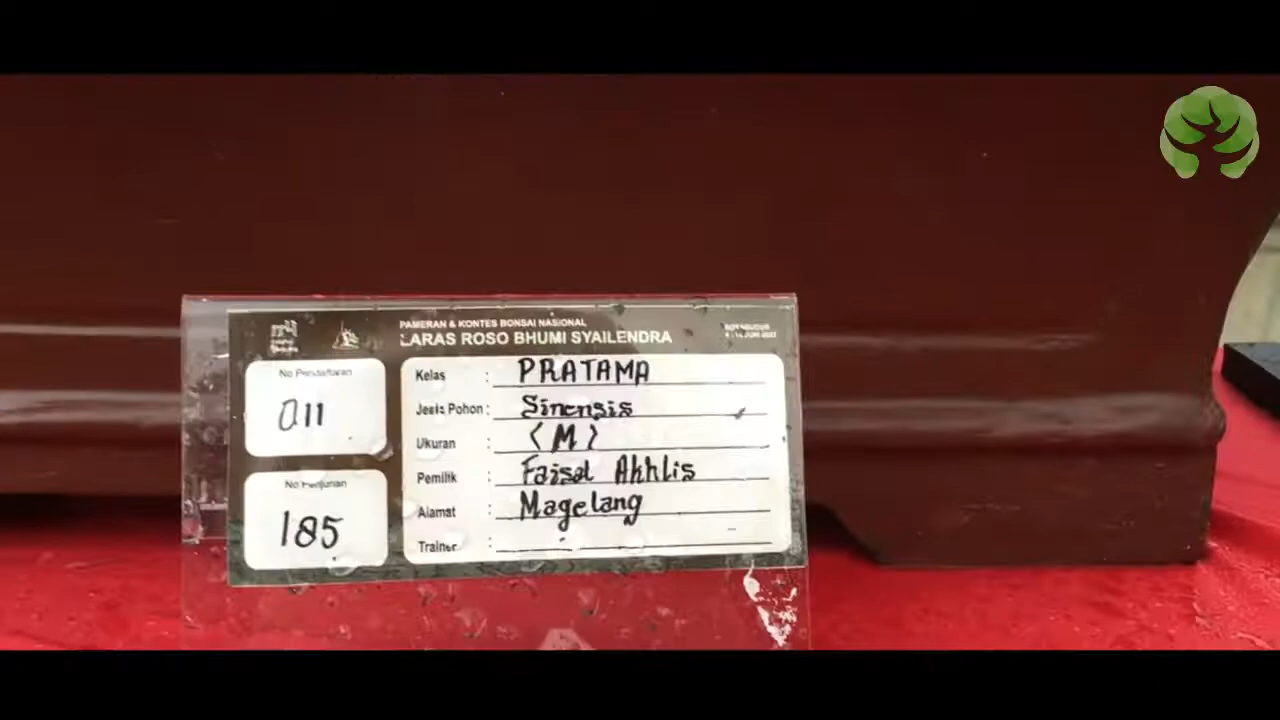 PAMERAN & KONTES BONSAI NASIONAL
LARAS ROSO BHUMI SYAILENDRA
No Pendaftaran
011
No Penjurian
185
Kelas : PRATAMA
Jenis Pohon : Sinensis
Ukuran : <M>
Pemilik : Faisal Akhlis
Alamat : Magelang
Trainer :